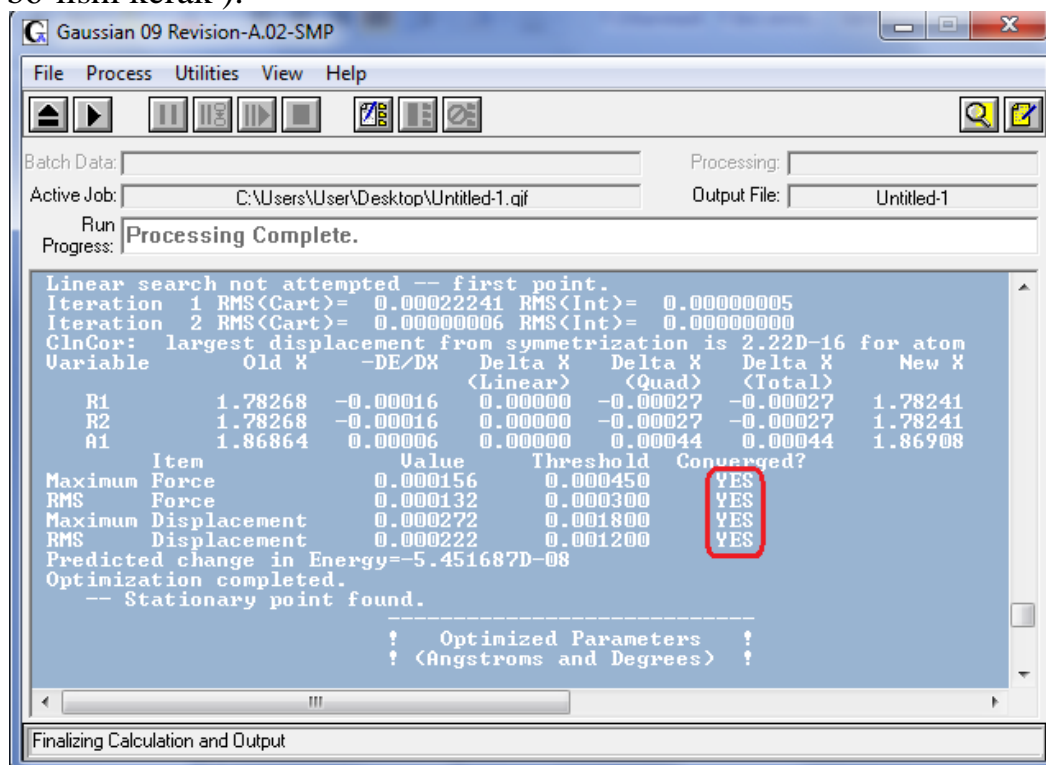 bo'lishi kerak ).
Gaussian 09 Revision-A.02-SMP
File Process Utilities View Help
Batch Data: Processing:
Active Job: C:\Users\User\Desktop\Untitled-1.gjf Output File: Untitled-1
Run Progress: Processing Complete.
Linear search not attempted -- first point.
Iteration 1 RMS(Cart)= 0.00022241 RMS(Int)= 0.00000005
Iteration 2 RMS(Cart)= 0.00000006 RMS(Int)= 0.00000000
ClnCor: largest displacement from symmetrization is 2.22D-16 for atom
Variable Old X -DE/DX Delta X Delta X Delta X New X
(Linear) (Quad) (Total)
R1 1.78268 -0.00016 0.00000 -0.00027 -0.00027 1.78241
R2 1.78268 -0.00016 0.00000 -0.00027 -0.00027 1.78241
A1 1.86864 0.00006 0.00000 0.00044 0.00044 1.86908
Item Value Threshold Converged?
Maximum Force 0.000156 0.000450 YES
RMS Force 0.000132 0.000300 YES
Maximum Displacement 0.000272 0.001800 YES
RMS Displacement 0.000222 0.001200 YES
Predicted change in Energy=-5.451687D-08
Optimization completed.
-- Stationary point found.
----------------------------
! Optimized Parameters !
! (Angstroms and Degrees) !
Finalizing Calculation and Output